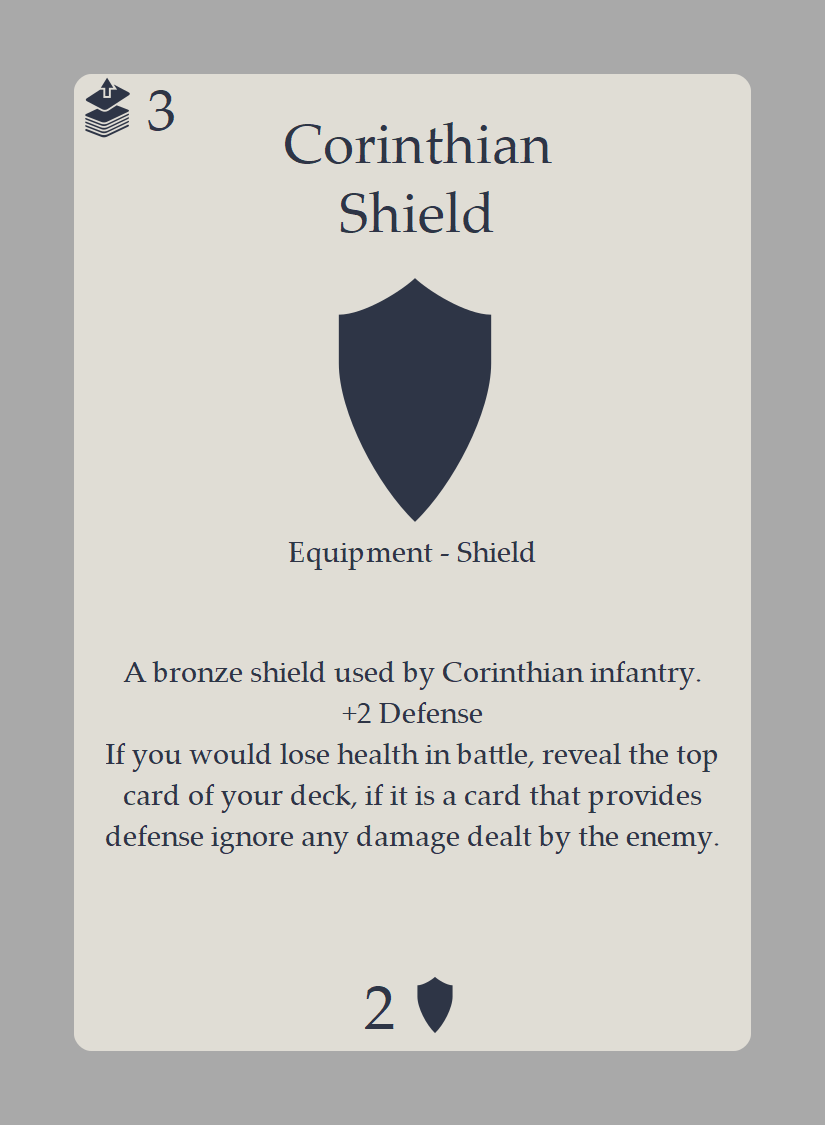 3
Corinthian
Shield
Equipment - Shield
A bronze shield used by Corinthian infantry.
+2 Defense
If you would lose health in battle, reveal the top
card of your deck, if it is a card that provides
defense ignore any damage dealt by the enemy.
2